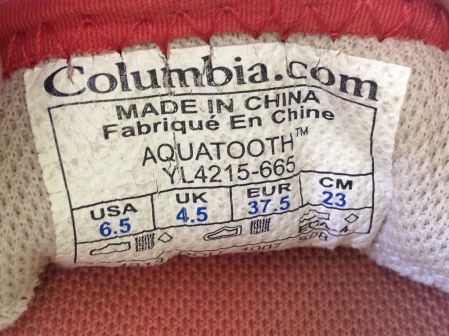 Columbia.com
MADE IN CHINA
Fabriqué En Chine
AQUATOOTH™
YL4215-665
USA UK EUR CM
6.5 4.5 37.5 23